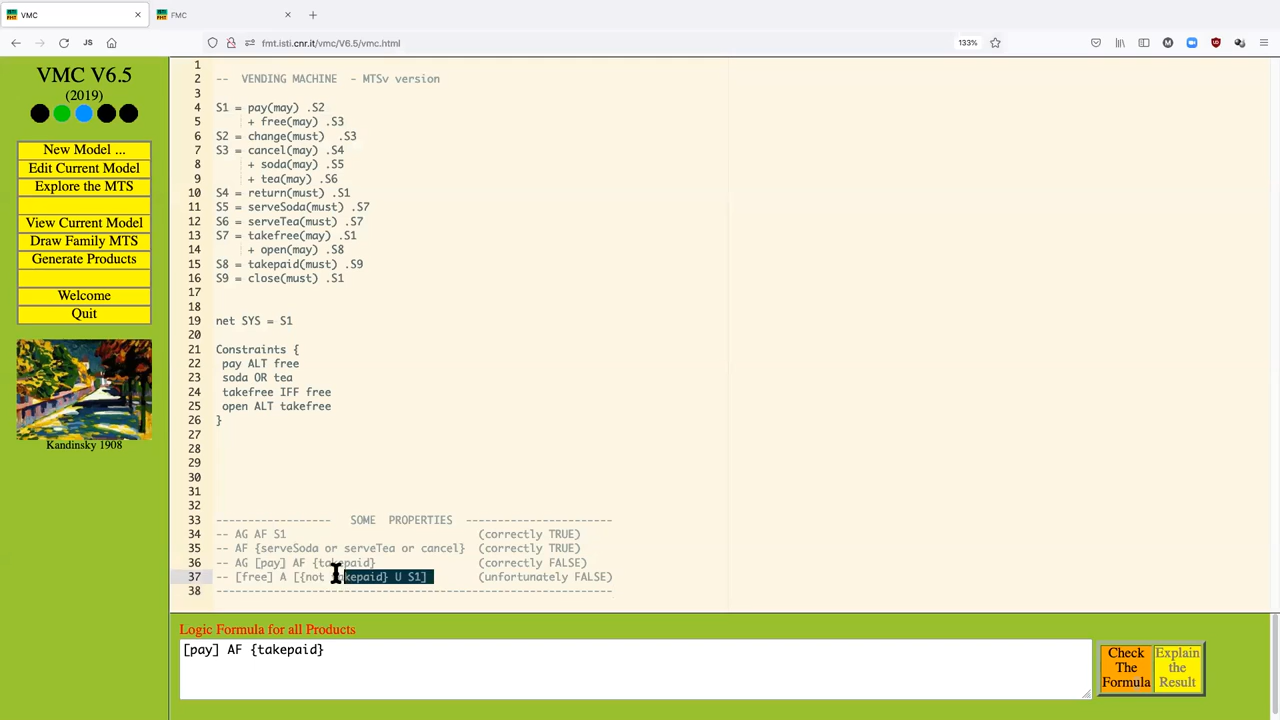 VMC
FMC
JS
fmt.isti.cnr.it/vmc/V6.5/vmc.html
133%
VMC V6.5
(2019)
New Model ...
Edit Current Model
Explore the MTS
View Current Model
Draw Family MTS
Generate Products
Welcome
Quit
Kandinsky 1908
1
2 -- VENDING MACHINE - MTSv version
3
4 S1 = pay(may) .S2
5 + free(may) .S3
6 S2 = change(must) .S3
7 S3 = cancel(may) .S4
8 + soda(may) .S5
9 + tea(may) .S6
10 S4 = return(must) .S1
11 S5 = serveSoda(must) .S7
12 S6 = serveTea(must) .S7
13 S7 = takefree(may) .S1
14 + open(may) .S8
15 S8 = takepaid(must) .S9
16 S9 = close(must) .S1
17
18
19 net SYS = S1
20
21 Constraints {
22 pay ALT free
23 soda OR tea
24 takefree IFF free
25 open ALT takefree
26 }
27
28
29
30
31
32
33 ----------------- SOME PROPERTIES -----------------------
34 -- AG AF S1 (correctly TRUE)
35 -- AF {serveSoda or serveTea or cancel} (correctly TRUE)
36 -- AG [pay] AF {takepaid} (correctly FALSE)
37 -- [free] A [{not takepaid} U S1] (unfortunately FALSE)
38 ----------------------------------------------------------
Logic Formula for all Products
[pay] AF {takepaid}
Check The Formula
Explain the Result